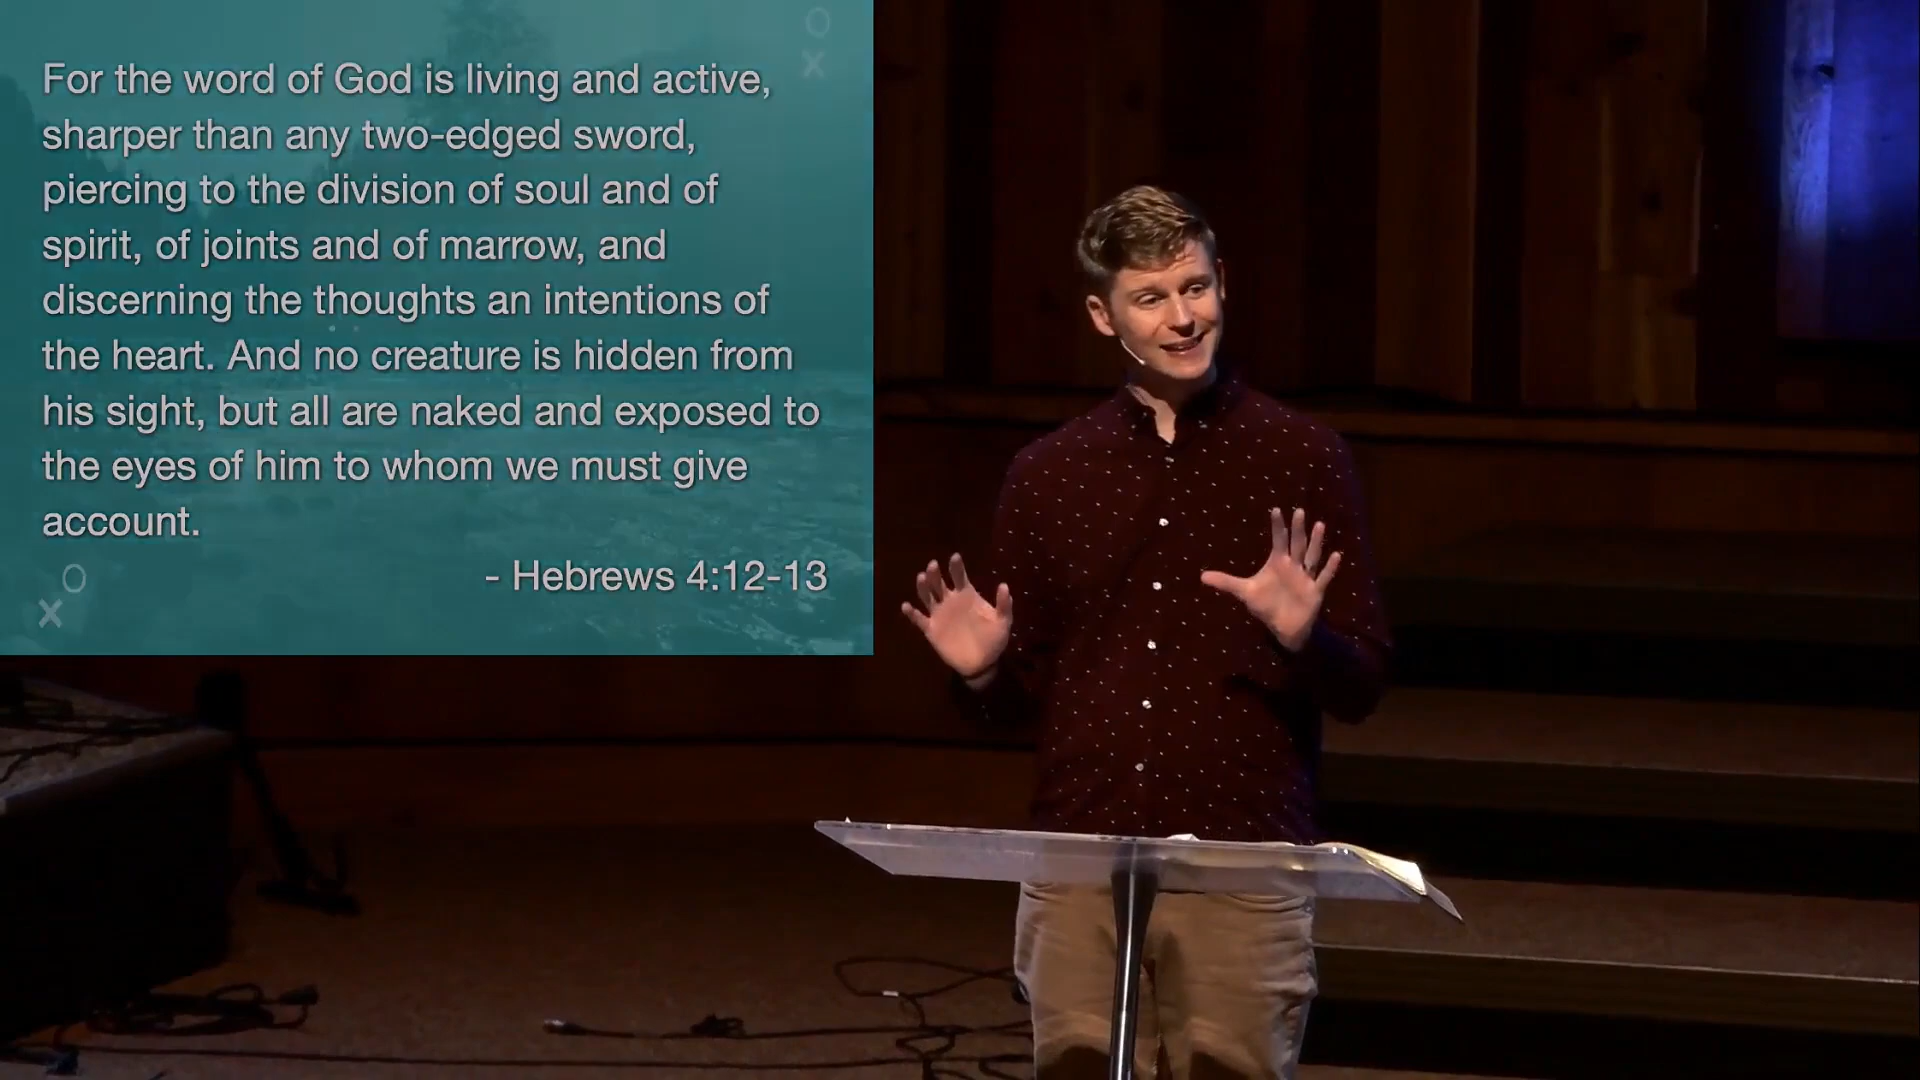 O
X
For the word of God is living and active,
sharper than any two-edged sword,
piercing to the division of soul and of
spirit, of joints and of marrow, and
discerning the thoughts an intentions of
the heart. And no creature is hidden from
his sight, but all are naked and exposed to
the eyes of him to whom we must give
account.
- Hebrews 4:12-13
O
X